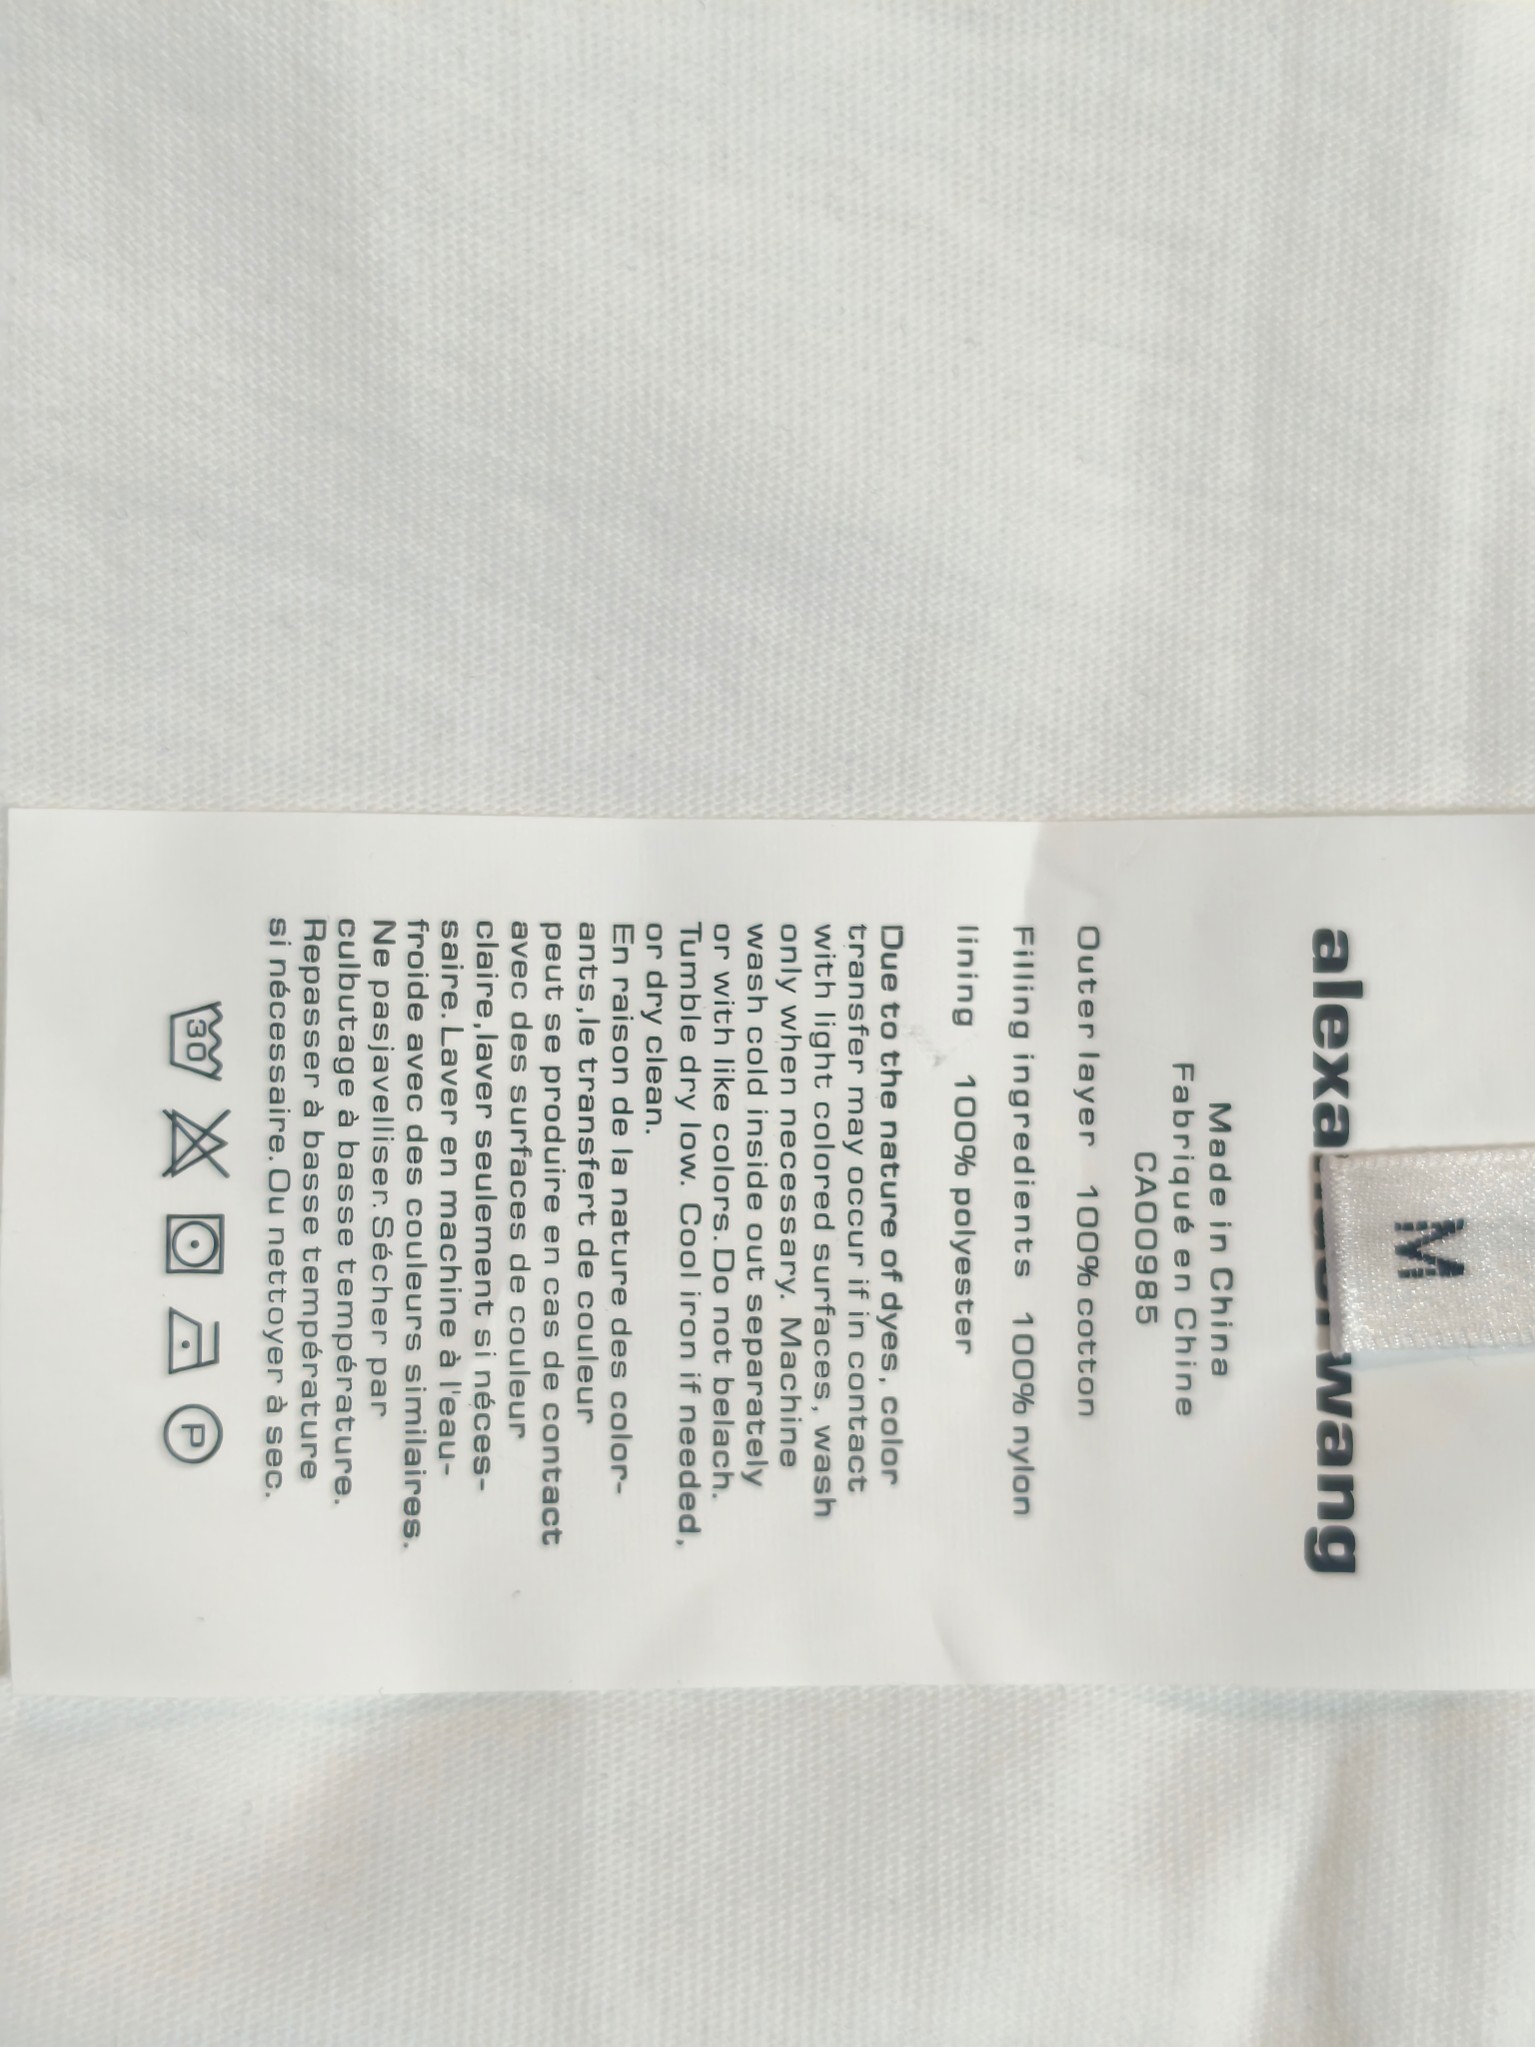 M
alexa wang
Made in China
Fabriqué en Chine
CA00985
Outer layer 100% cotton
Filling ingredients 100% nylon
lining 100% polyester
Due to the nature of dyes, color
transfer may occur if in contact
with light colored surfaces, wash
only when necessary. Machine
wash cold inside out separately
or with like colors. Do not belach.
Tumble dry low. Cool iron if needed,
or dry clean.
En raison de la nature des color-
ants,le transfert de couleur
peut se produire en cas de contact
avec des surfaces de couleur
claire,laver seulement si néces-
saire. Laver en machine à l'eau-
froide avec des couleurs similaires.
Ne pasjavelliser. Sécher par
culbutage à basse température.
Repasser à basse température
si nécessaire. Ou nettoyer à sec.
30 P